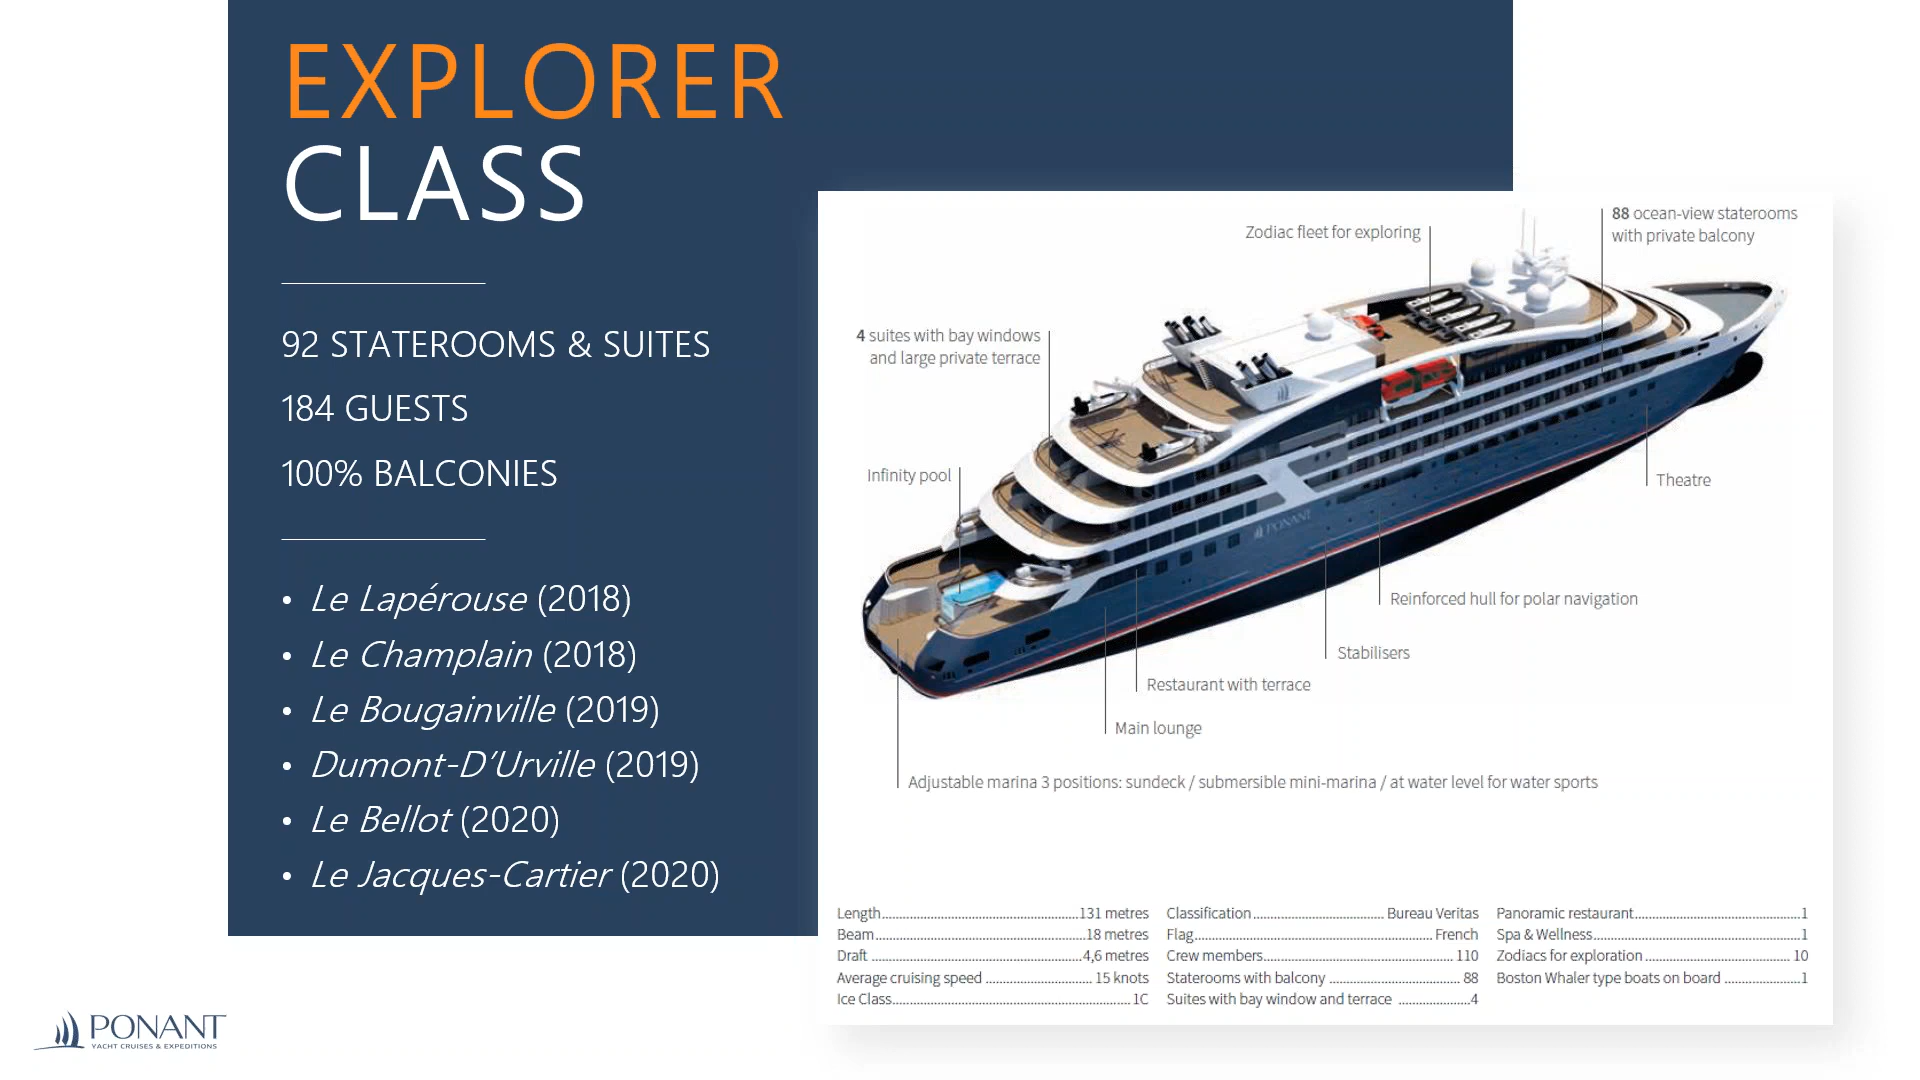 EXPLORER
CLASS
92 STATEROOMS & SUITES
184 GUESTS
100% BALCONIES
• Le Lapérouse (2018)
• Le Champlain (2018)
• Le Bougainville (2019)
• Dumont-D’Urville (2019)
• Le Bellot (2020)
• Le Jacques-Cartier (2020)
88 ocean-view staterooms
with private balcony
Zodiac fleet for exploring
4 suites with bay windows
and large private terrace
Infinity pool
Theatre
PONANT
Reinforced hull for polar navigation
Stabilisers
Restaurant with terrace
Main lounge
Adjustable marina 3 positions: sundeck / submersible mini-marina / at water level for water sports
Length 131 metres
Beam 18 metres
Draft 4,6 metres
Average cruising speed 15 knots
Ice Class 1C
Classification Bureau Veritas
Flag French
Crew members 110
Staterooms with balcony 88
Suites with bay window and terrace 4
Panoramic restaurant 1
Spa & Wellness 1
Zodiacs for exploration 10
Boston Whaler type boats on board 1
PONANT
YACHT CRUISES & EXPEDITIONS